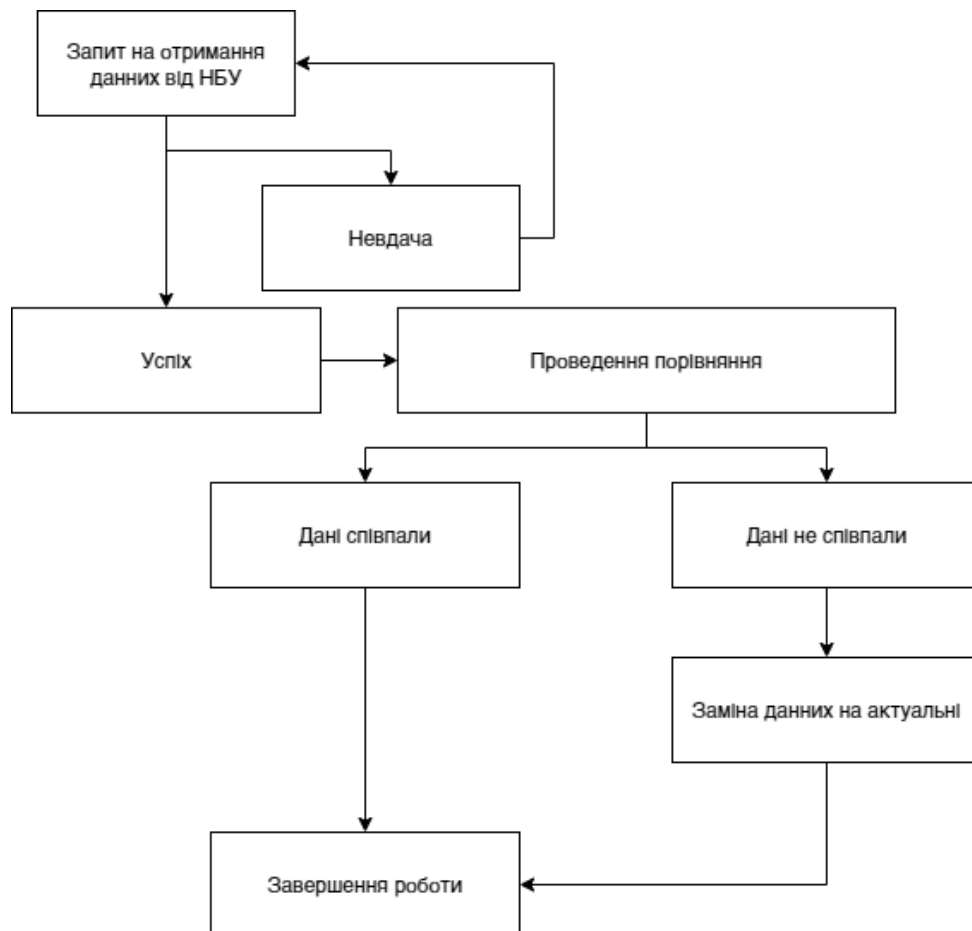 Запит на отримання
данних від НБУ
Невдача
Успіх
Проведення порівняння
Дані співпали
Дані не співпали
Заміна данних на актуальні
Завершення роботи